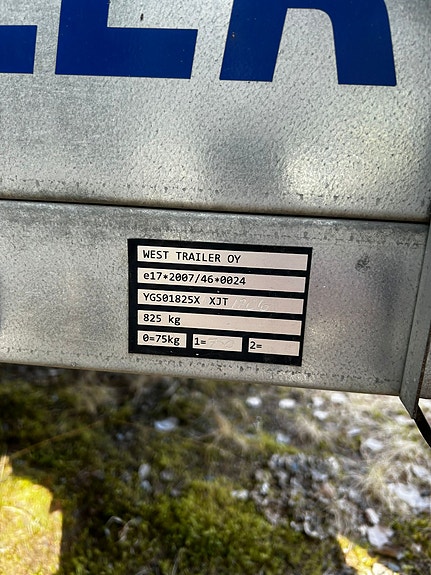 WEST TRAILER OY
e17*2007/46*0024
YGS01825X XJT
825 kg
0=75kg 1= 2=